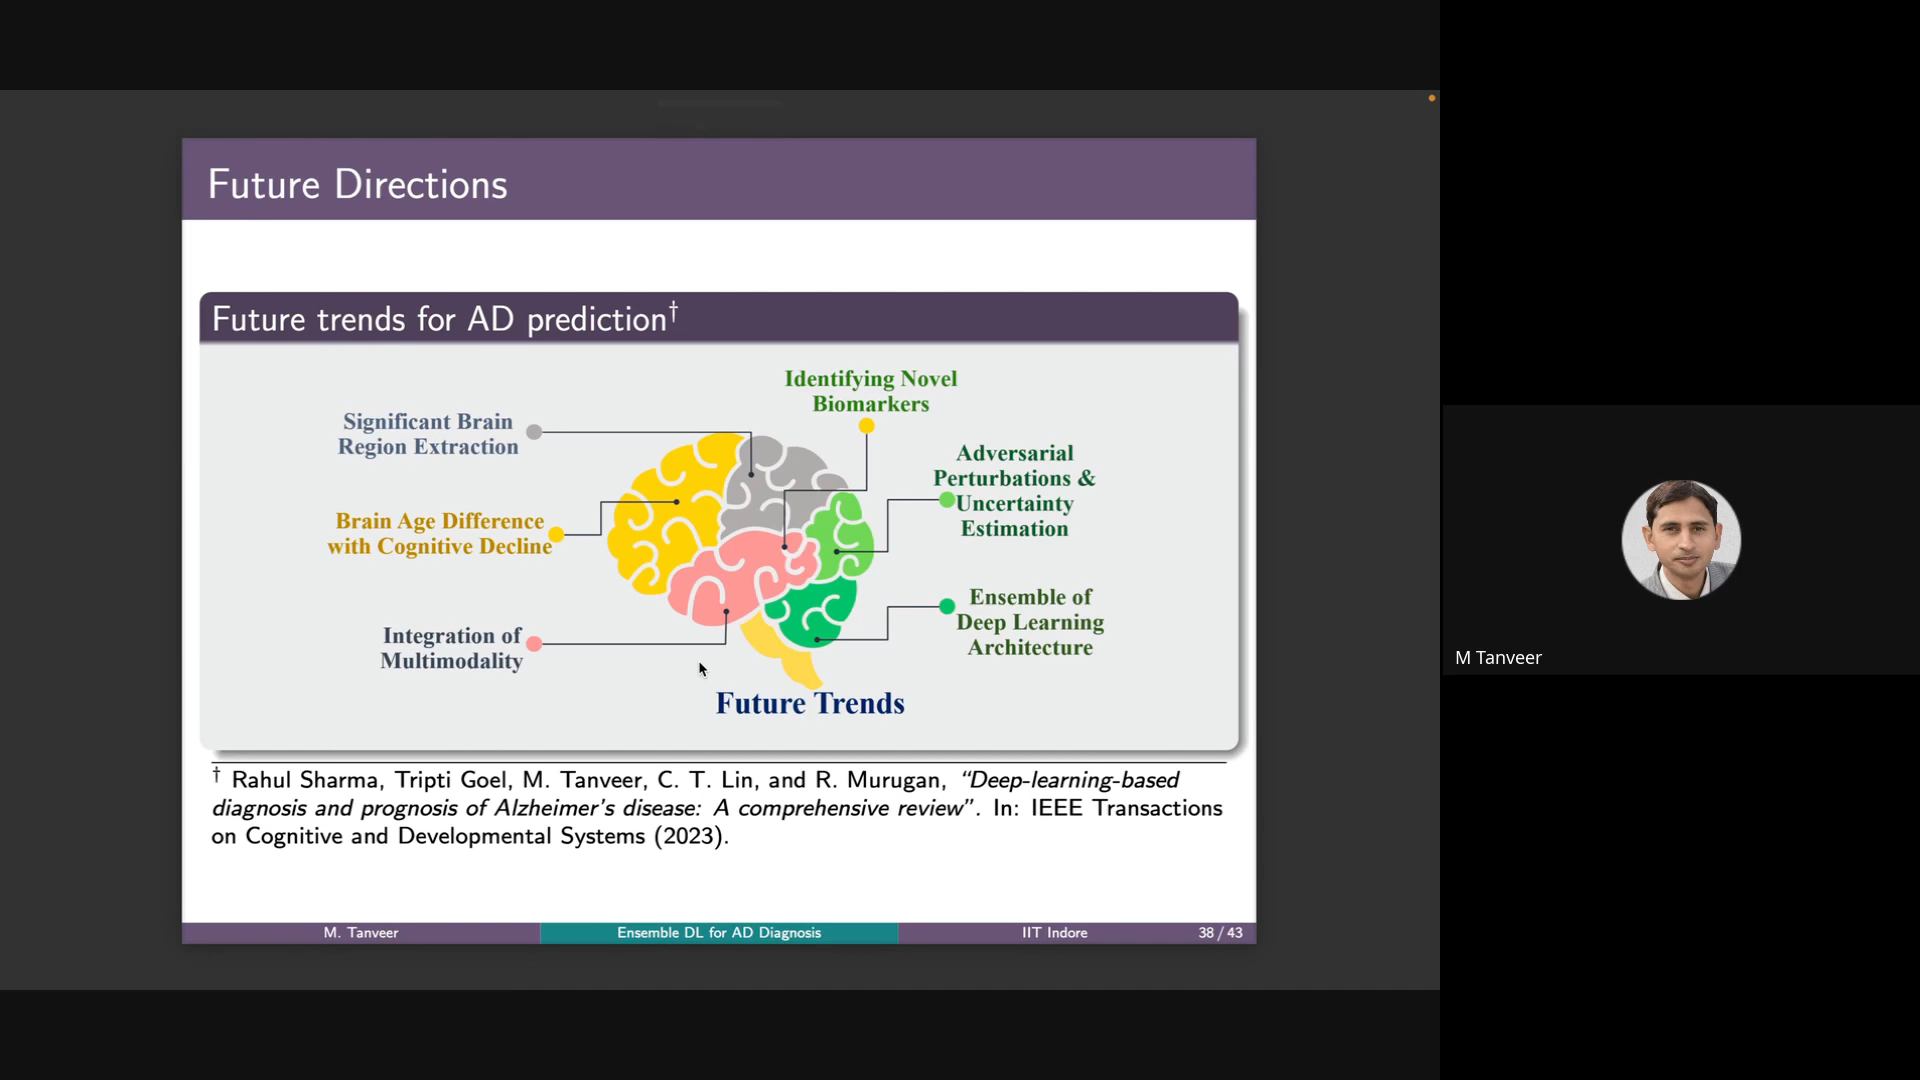 Future Directions
Future trends for AD prediction†
Identifying Novel
Biomarkers
Significant Brain
Region Extraction
Adversarial
Perturbations &
Uncertainty
Estimation
Brain Age Difference
with Cognitive Decline
Ensemble of
Deep Learning
Architecture
Integration of
Multimodality
Future Trends
† Rahul Sharma, Tripti Goel, M. Tanveer, C. T. Lin, and R. Murugan, “Deep-learning-based
diagnosis and prognosis of Alzheimer’s disease: A comprehensive review”. In: IEEE Transactions
on Cognitive and Developmental Systems (2023).
M. Tanveer Ensemble DL for AD Diagnosis IIT Indore 38 / 43
M Tanveer